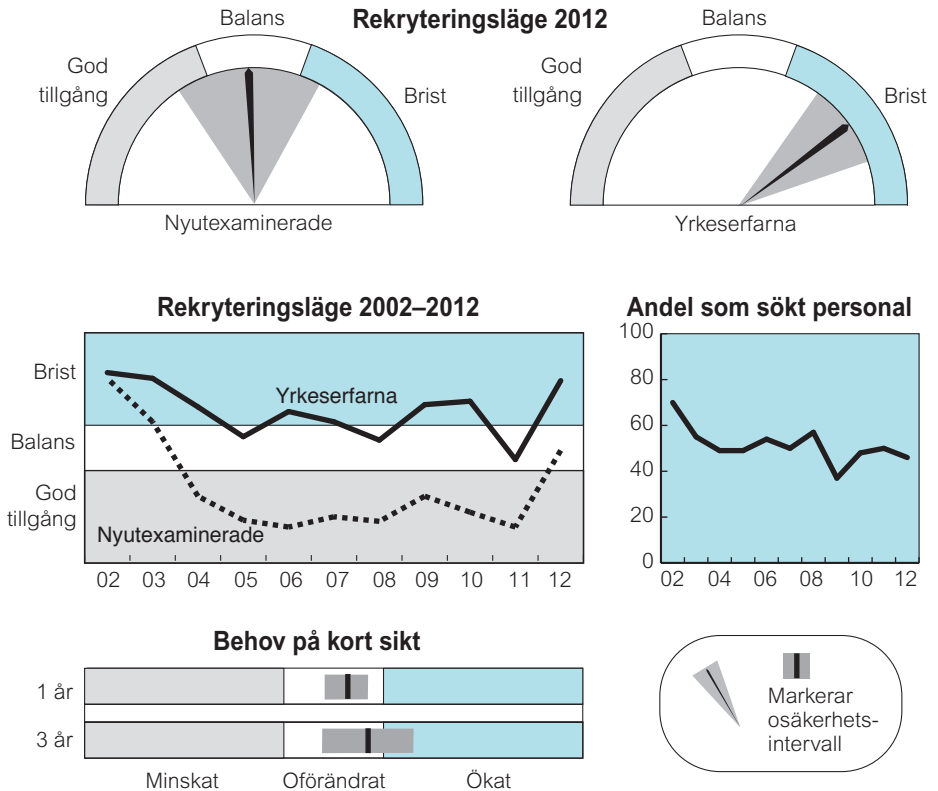 Rekryteringsläge 2012
Balans
God
tillgång
Brist
Nyutexaminerade
Balans
God
tillgång
Brist
Yrkeserfarna
Rekryteringsläge 2002–2012
Brist
Balans
God
tillgång
Yrkeserfarna
Nyutexaminerade
02 03 04 05 06 07 08 09 10 11 12
Andel som sökt personal
100
80
60
40
20
0
02 04 06 08 10 12
Behov på kort sikt
1 år
3 år
Minskat Oförändrat Ökat
Markerar
osäkerhets-
intervall